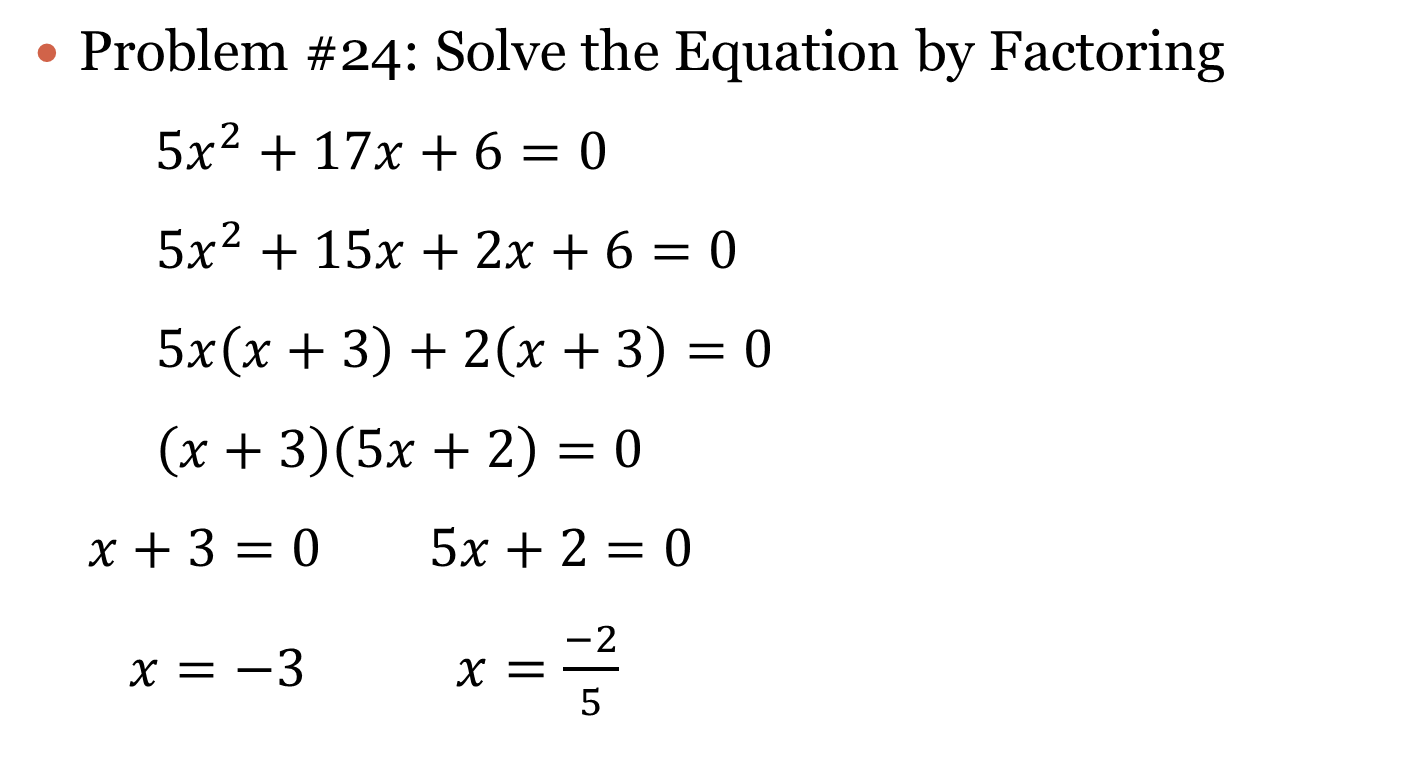 • Problem #24: Solve the Equation by Factoring
5x² + 17x + 6 = 0
5x² + 15x + 2x + 6 = 0
5x(x + 3) + 2(x + 3) = 0
(x + 3)(5x + 2) = 0
x + 3 = 0 5x + 2 = 0
x = −3 x = −2/5